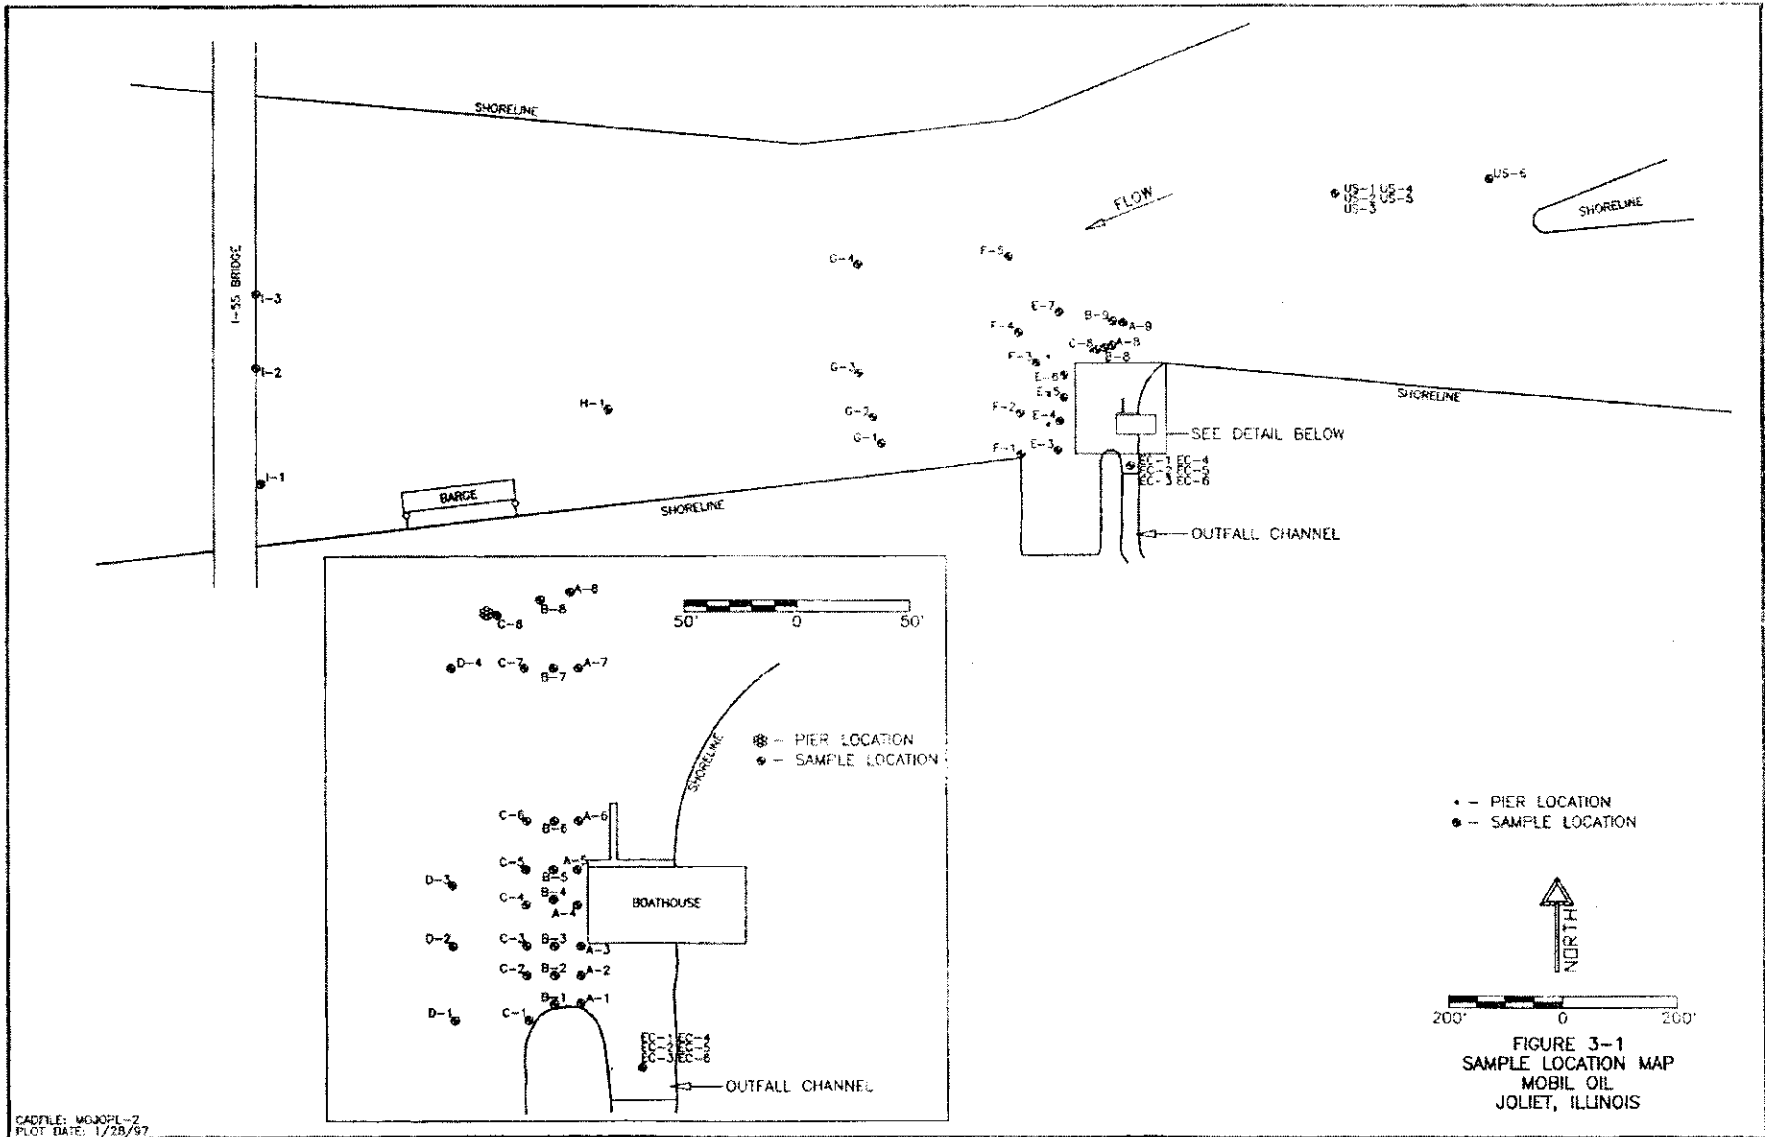 SHORELINE
I-55 BRIDGE
FLOW
US-1 US-4
US-2 US-5
US-3
US-6
SHORELINE
G-4
F-5
I-3
E-7
B-9
A-9
F-4
C-8
A-8
B-8
F-3
I-2
G-3
E-6
E-5
SHORELINE
H-1
G-2
F-2
E-4
G-1
SEE DETAIL BELOW
F-1
E-3
EC-1 EC-4
EC-2 EC-5
EC-3 EC-6
I-1
BARGE
SHORELINE
OUTFALL CHANNEL
A-8
B-8
C-8
50' 0 50'
D-4
C-7
B-7
A-7
SHORELINE
- PIER LOCATION
- SAMPLE LOCATION
C-6
B-6
A-6
C-5
B-5
A-5
D-3
C-4
B-4
A-4
BOATHOUSE
D-2
C-3
B-3
A-3
C-2
B-2
A-2
B-1
A-1
D-1
C-1
EC-1 EC-4
EC-2 EC-5
EC-3 EC-6
OUTFALL CHANNEL
- PIER LOCATION
- SAMPLE LOCATION
NORTH
200' 0 200'
FIGURE 3-1
SAMPLE LOCATION MAP
MOBIL OIL
JOLIET, ILLINOIS
CADFILE: MOJOPL-2
PLOT DATE: 1/28/97